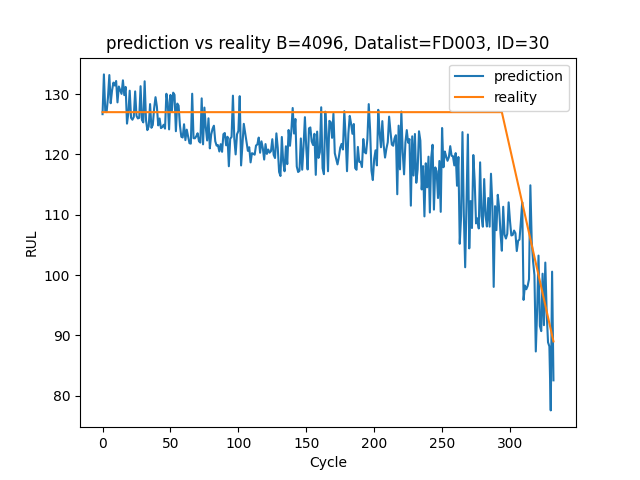 prediction vs reality B=4096, Datalist=FD003, ID=30
prediction
reality
130
120
110
100
90
80
RUL
0 50 100 150 200 250 300
Cycle